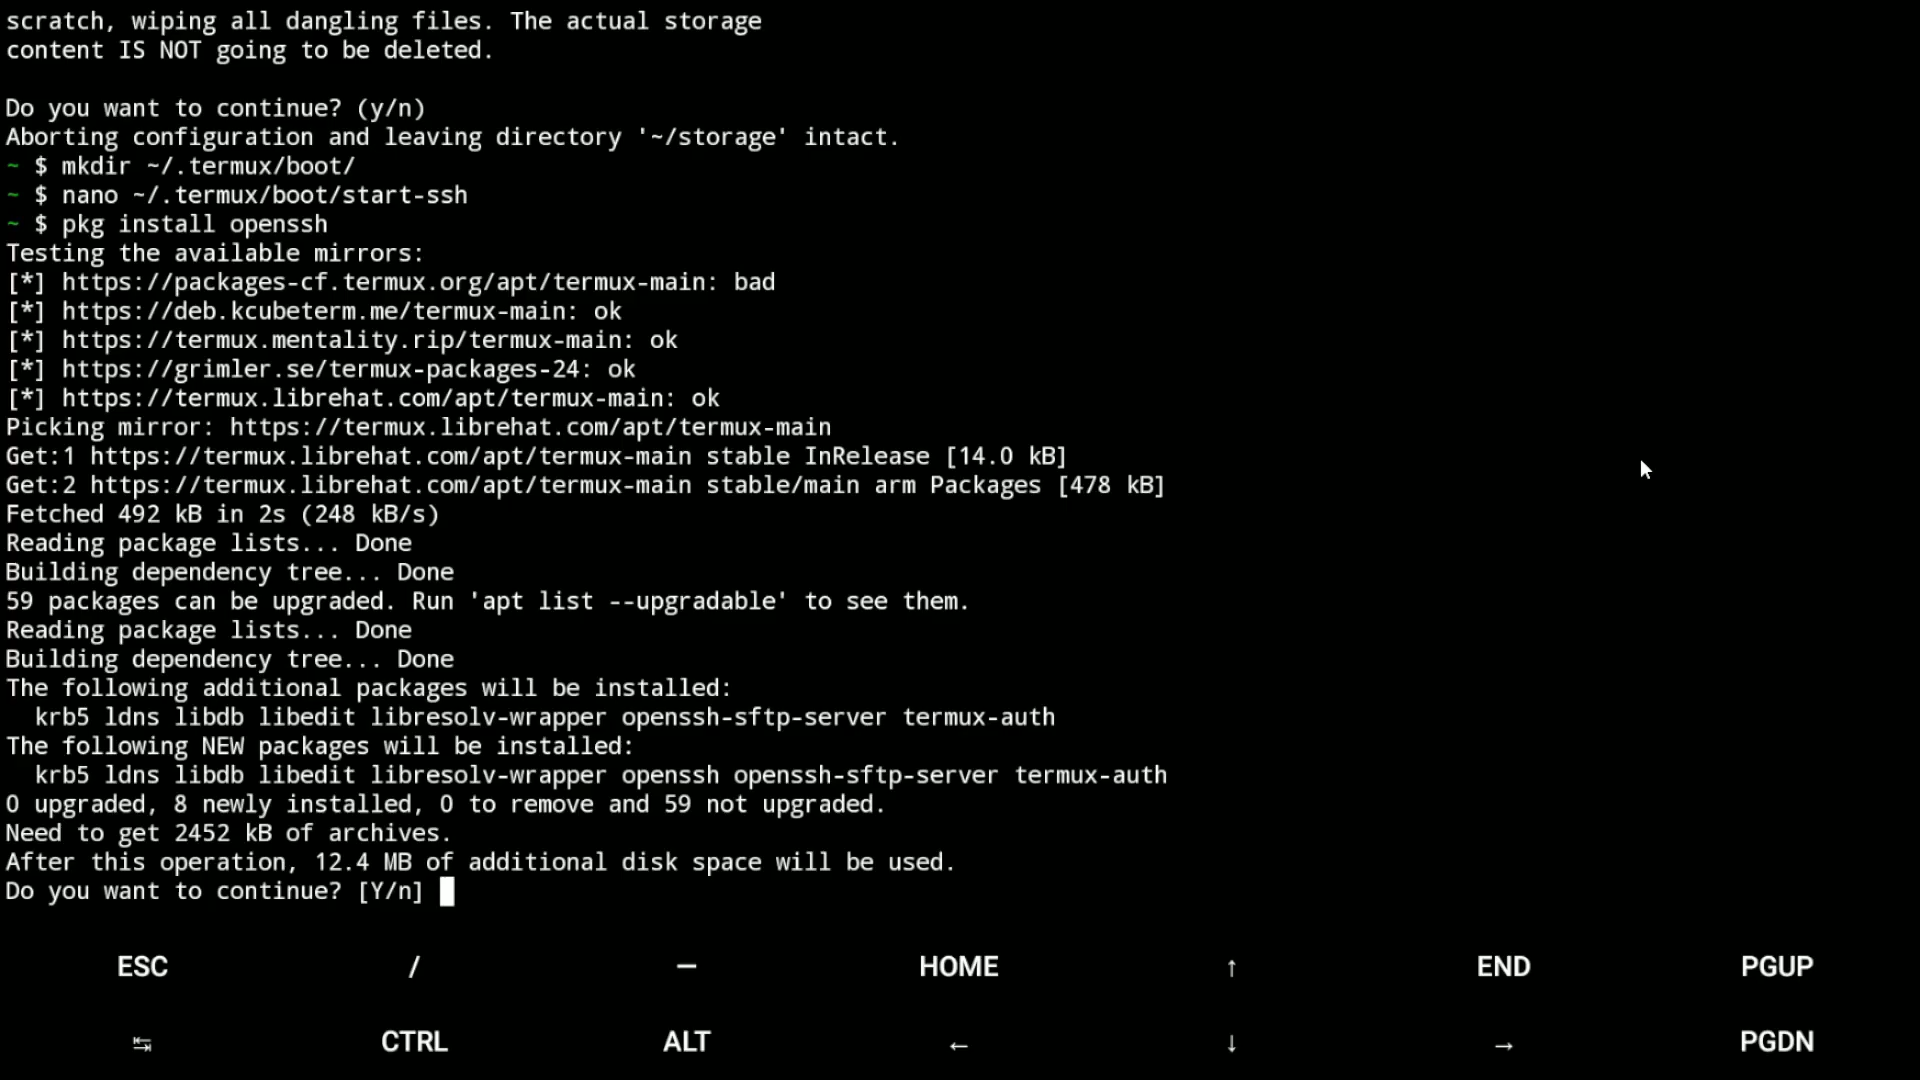 scratch, wiping all dangling files. The actual storage
content IS NOT going to be deleted.
Do you want to continue? (y/n)
Aborting configuration and leaving directory '~/storage' intact.
~ $ mkdir ~/.termux/boot/
~ $ nano ~/.termux/boot/start-ssh
~ $ pkg install openssh
Testing the available mirrors:
[*] https://packages-cf.termux.org/apt/termux-main: bad
[*] https://deb.kcubeterm.me/termux-main: ok
[*] https://termux.mentality.rip/termux-main: ok
[*] https://grimler.se/termux-packages-24: ok
[*] https://termux.librehat.com/apt/termux-main: ok
Picking mirror: https://termux.librehat.com/apt/termux-main
Get:1 https://termux.librehat.com/apt/termux-main stable InRelease [14.0 kB]
Get:2 https://termux.librehat.com/apt/termux-main stable/main arm Packages [478 kB]
Fetched 492 kB in 2s (248 kB/s)
Reading package lists... Done
Building dependency tree... Done
59 packages can be upgraded. Run 'apt list --upgradable' to see them.
Reading package lists... Done
Building dependency tree... Done
The following additional packages will be installed:
  krb5 ldns libdb libedit libresolv-wrapper openssh-sftp-server termux-auth
The following NEW packages will be installed:
  krb5 ldns libdb libedit libresolv-wrapper openssh openssh-sftp-server termux-auth
0 upgraded, 8 newly installed, 0 to remove and 59 not upgraded.
Need to get 2452 kB of archives.
After this operation, 12.4 MB of additional disk space will be used.
Do you want to continue? [Y/n]
ESC / — HOME ↑ END PGUP
↹ CTRL ALT ← ↓ → PGDN